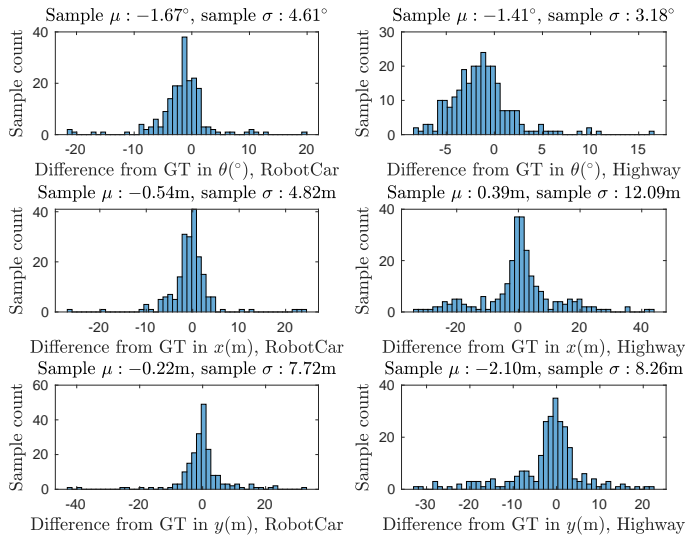 Sample μ : −1.67°, sample σ : 4.61°
Sample count
40
20
0
-20 -10 0 10 20
Difference from GT in θ(°), RobotCar
Sample μ : −1.41°, sample σ : 3.18°
Sample count
30
20
10
0
-5 0 5 10 15
Difference from GT in θ(°), Highway
Sample μ : −0.54m, sample σ : 4.82m
Sample count
40
20
0
-20 -10 0 10 20
Difference from GT in x(m), RobotCar
Sample μ : 0.39m, sample σ : 12.09m
Sample count
40
20
0
-20 0 20 40
Difference from GT in x(m), Highway
Sample μ : −0.22m, sample σ : 7.72m
Sample count
60
40
20
0
-40 -20 0 20
Difference from GT in y(m), RobotCar
Sample μ : −2.10m, sample σ : 8.26m
Sample count
40
20
0
-30 -20 -10 0 10 20
Difference from GT in y(m), Highway